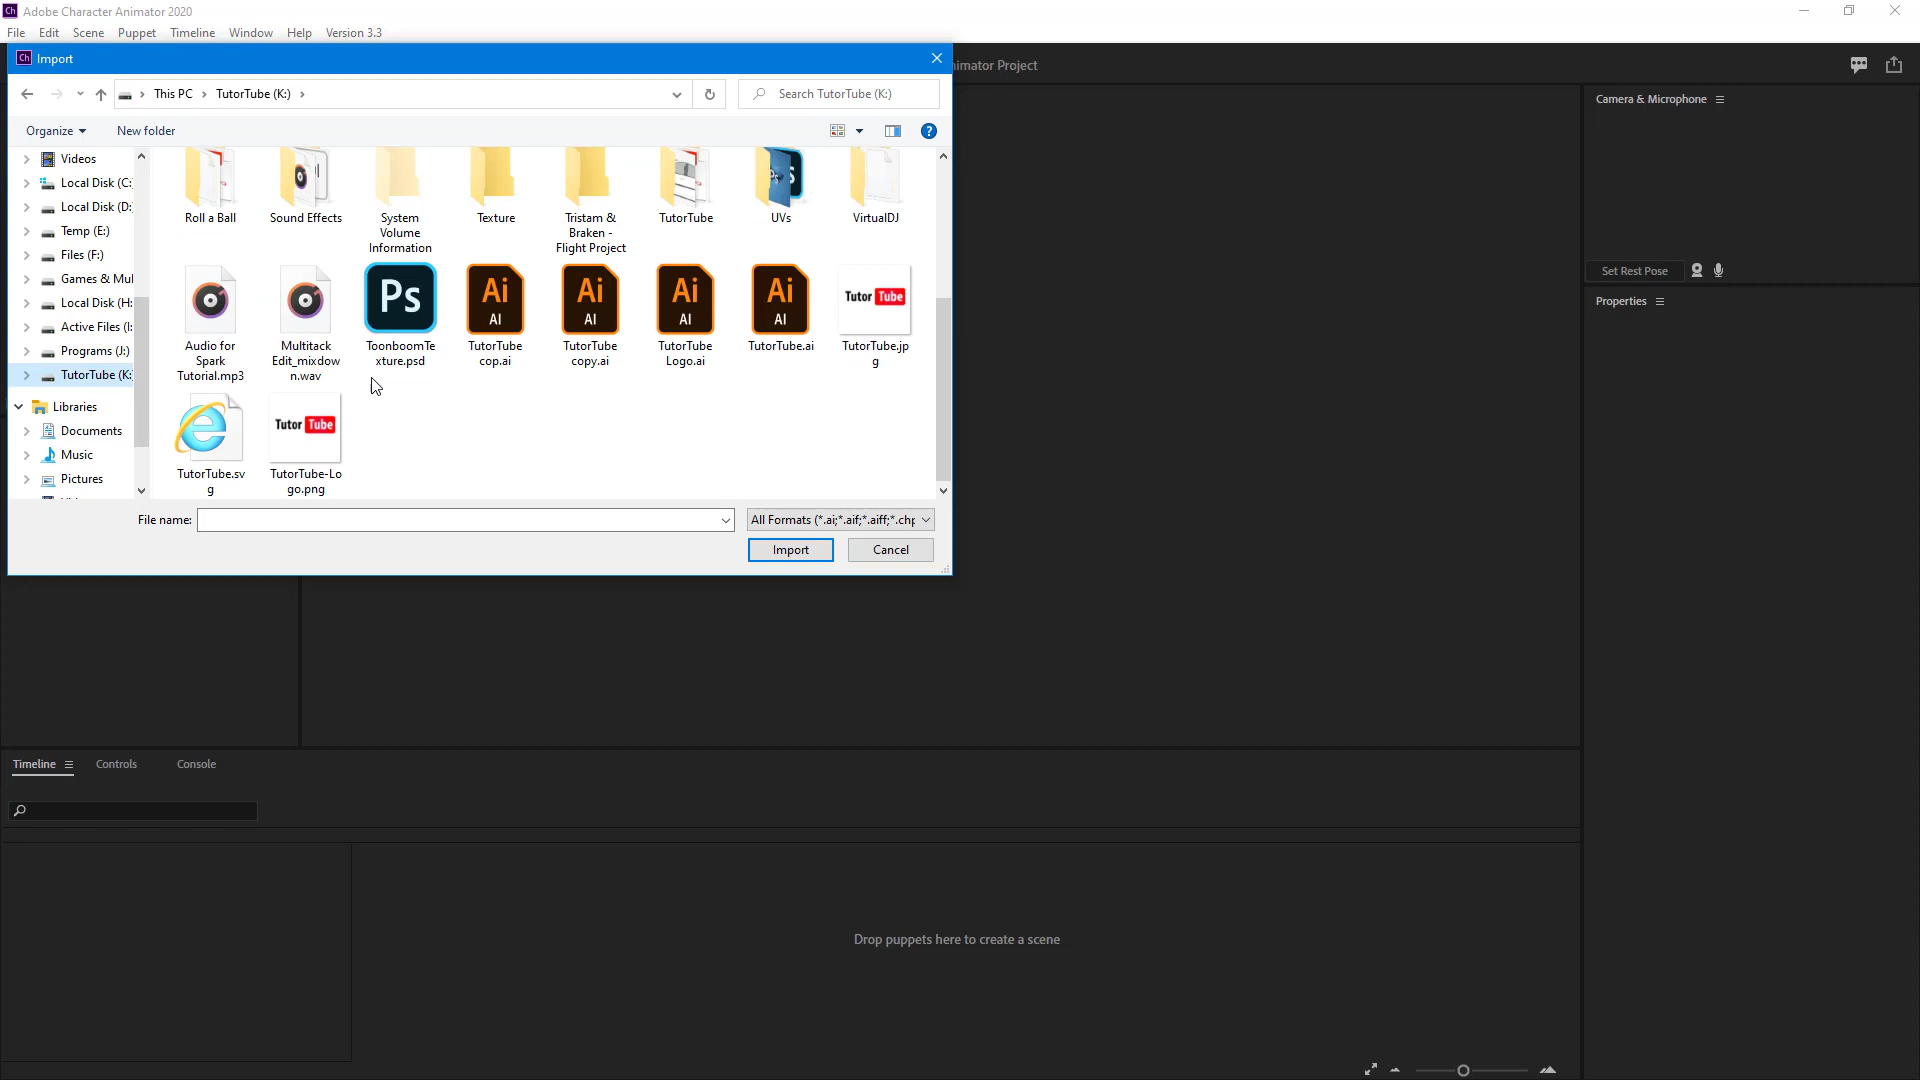 Ch Adobe Character Animator 2020
File Edit Scene Puppet Timeline Window Help Version 3.3
Ch Import
nimator Project
This PC TutorTube (K:)
Search TutorTube (K:)
Organize New folder
Camera & Microphone
Videos
Local Disk (C:
Local Disk (D:
Temp (E:)
Files (F:)
Games & Mul
Local Disk (H:
Active Files (I:
Programs (J:)
TutorTube (K:
Libraries
Documents
Music
Pictures
Roll a Ball
Sound Effects
System
Volume
Information
Texture
Tristam &
Braken -
Flight Project
TutorTube
UVs
VirtualDJ
Ps
Ai
AI
Ai
AI
Ai
AI
Ai
AI
Tutor Tube
Audio for
Spark
Tutorial.mp3
Multitack
Edit_mixdow
n.wav
ToonboomTe
xture.psd
TutorTube
cop.ai
TutorTube
copy.ai
TutorTube
Logo.ai
TutorTube.ai
TutorTube.jp
g
Tutor Tube
TutorTube.sv
g
TutorTube-Lo
go.png
File name:
All Formats (*.ai;*.aif;*.aiff;*.chp
Import Cancel
Set Rest Pose
Properties
Timeline Controls Console
Drop puppets here to create a scene